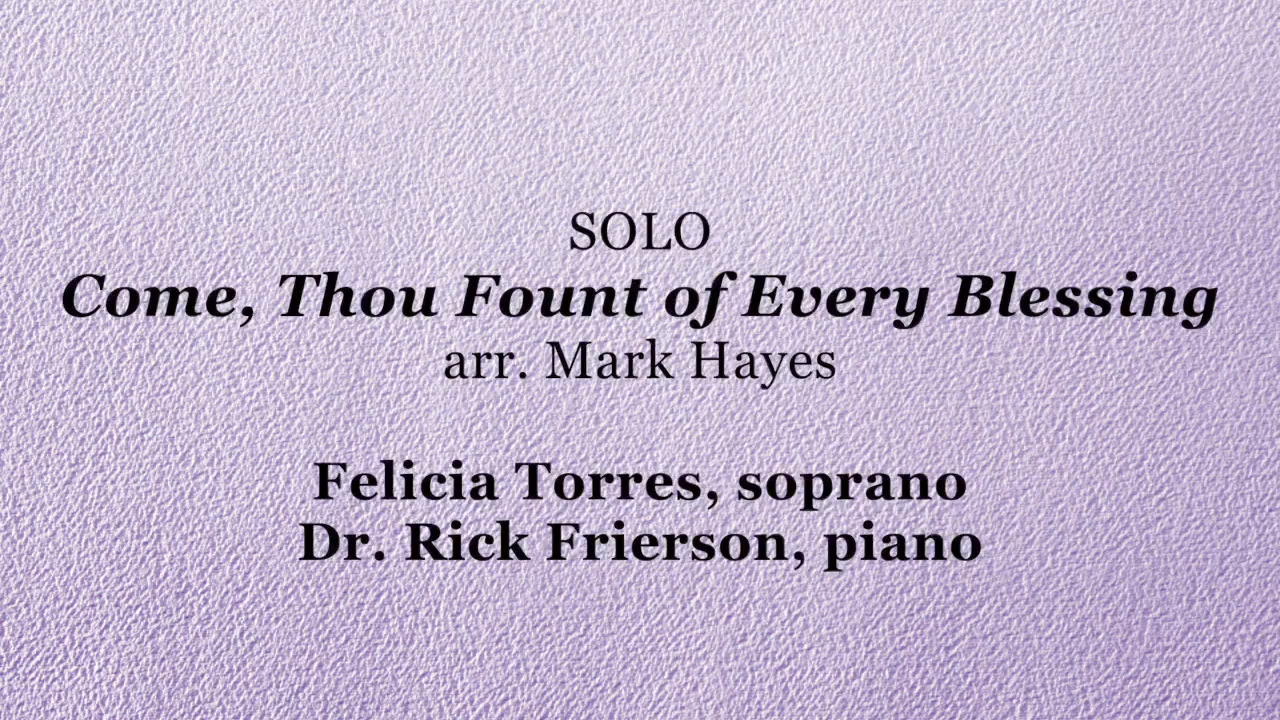 SOLO
Come, Thou Fount of Every Blessing
arr. Mark Hayes
Felicia Torres, soprano
Dr. Rick Frierson, piano